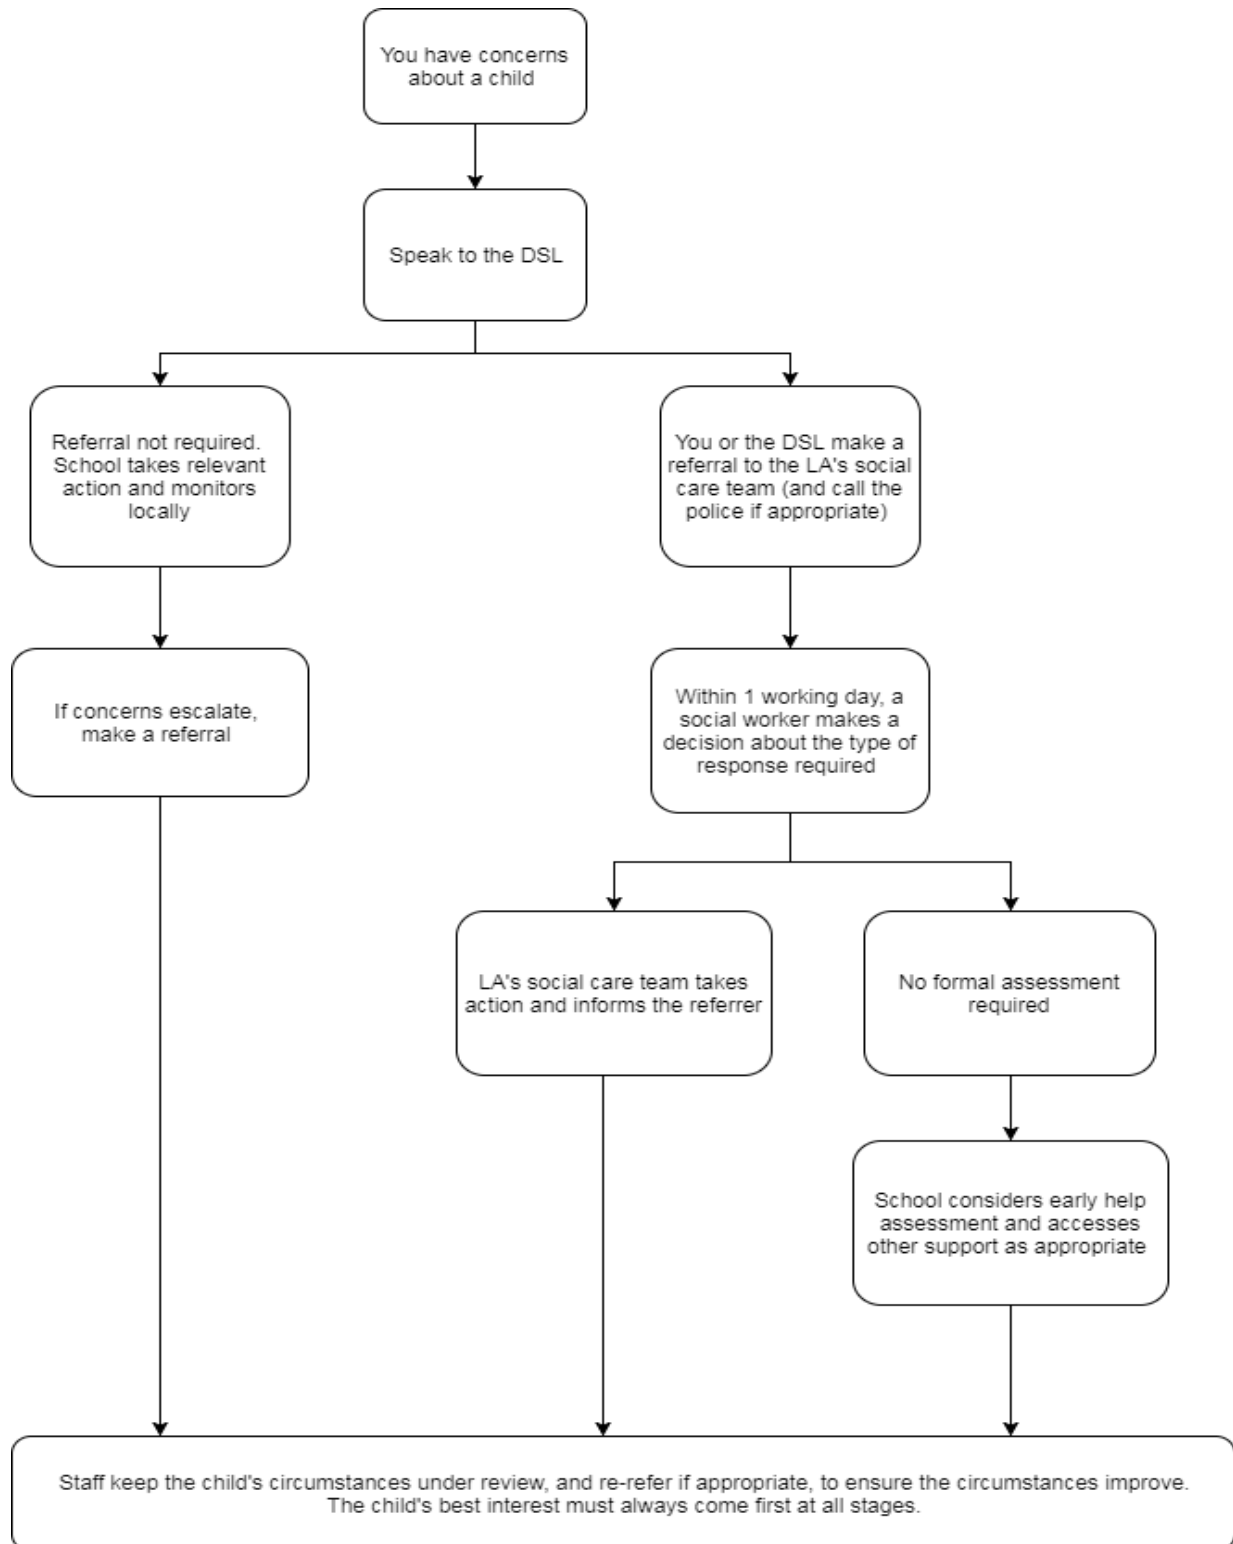 You have concerns
about a child
Speak to the DSL
Referral not required.
School takes relevant
action and monitors
locally
You or the DSL make a
referral to the LA's social
care team (and call the
police if appropriate)
If concerns escalate,
make a referral
Within 1 working day, a
social worker makes a
decision about the type of
response required
LA's social care team takes
action and informs the referrer
No formal assessment
required
School considers early help
assessment and accesses
other support as appropriate
Staff keep the child's circumstances under review, and re-refer if appropriate, to ensure the circumstances improve.
The child's best interest must always come first at all stages.